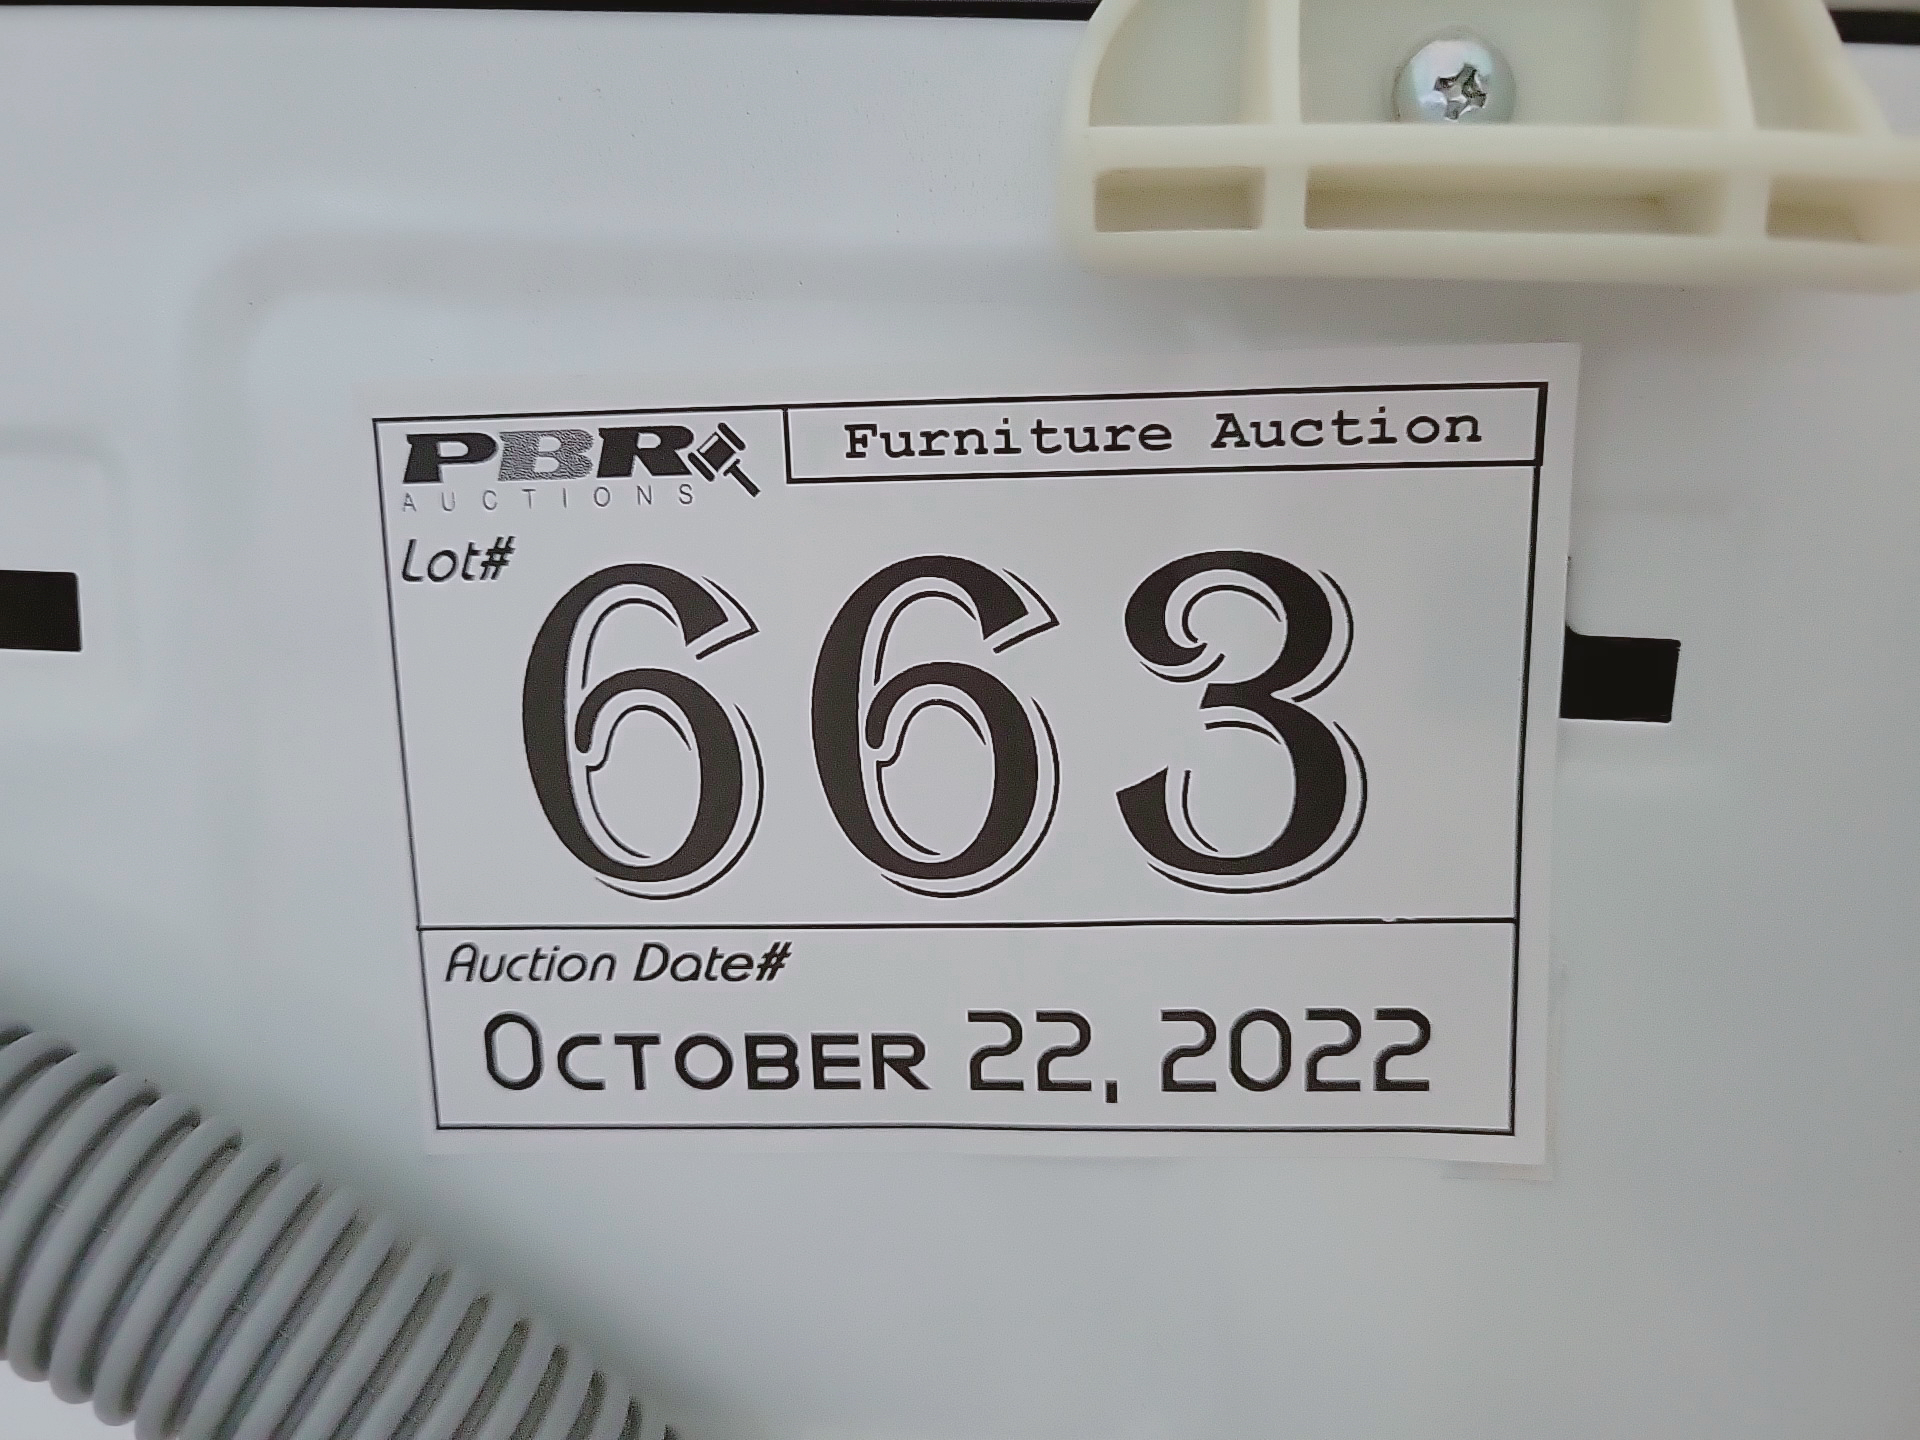 PBR
AUCTIONS
Furniture Auction
Lot#
663
Auction Date#
October 22, 2022